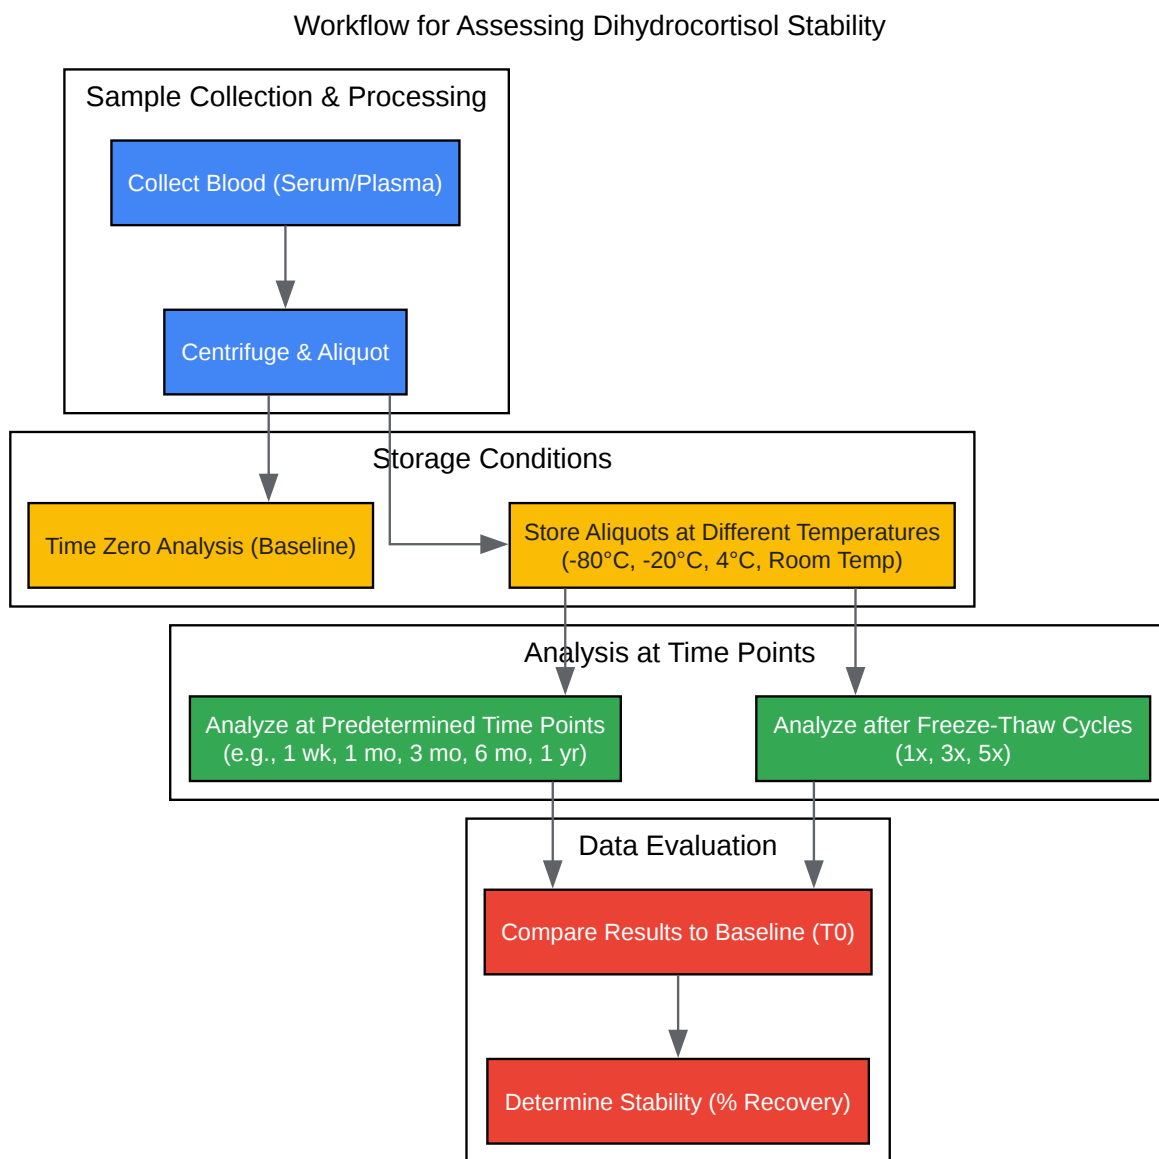 Workflow for Assessing Dihydrocortisol Stability
Sample Collection & Processing
Collect Blood (Serum/Plasma)
Centrifuge & Aliquot
Storage Conditions
Time Zero Analysis (Baseline)
Store Aliquots at Different Temperatures
(-80°C, -20°C, 4°C, Room Temp)
Analysis at Time Points
Analyze at Predetermined Time Points
(e.g., 1 wk, 1 mo, 3 mo, 6 mo, 1 yr)
Analyze after Freeze-Thaw Cycles
(1x, 3x, 5x)
Data Evaluation
Compare Results to Baseline (T0)
Determine Stability (% Recovery)